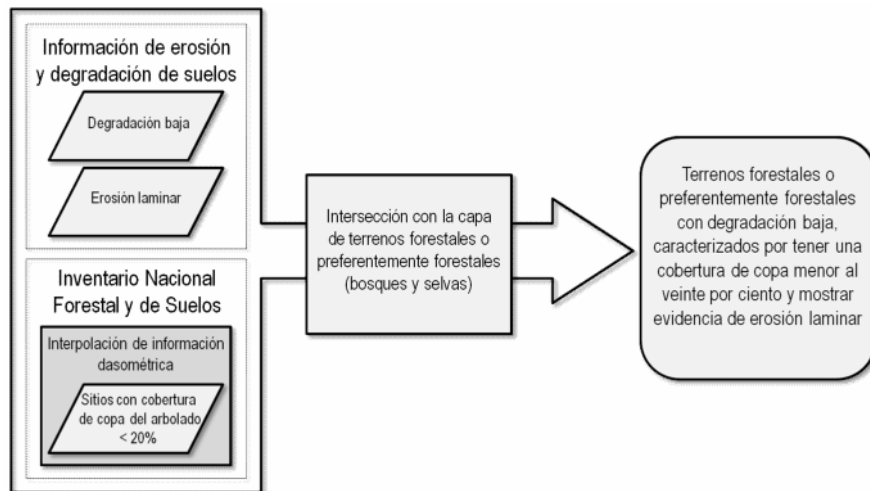 Información de erosión
y degradación de suelos
Degradación baja
Erosión laminar
Inventario Nacional
Forestal y de Suelos
Interpolación de información
dasométrica
Sitios con cobertura
de copa del arbolado
< 20%
Intersección con la capa
de terrenos forestales o
preferentemente forestales
(bosques y selvas)
Terrenos forestales o
preferentemente forestales
con degradación baja,
caracterizados por tener una
cobertura de copa menor al
veinte por ciento y mostrar
evidencia de erosión laminar